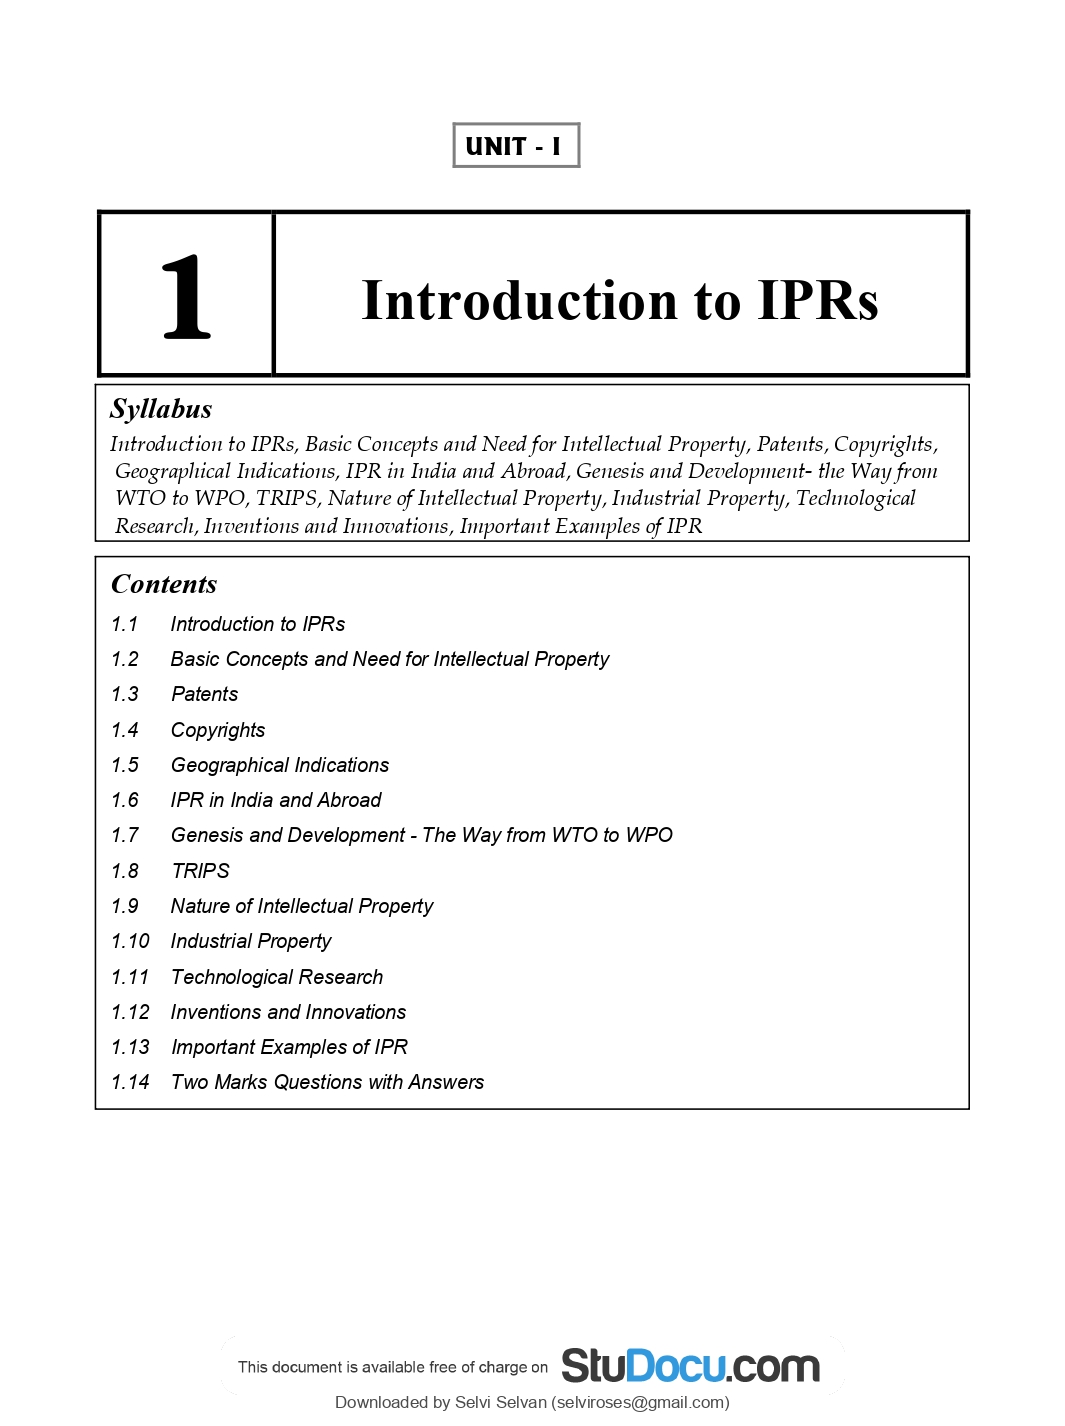 UNIT - I
1
Introduction to IPRs
Syllabus
Introduction to IPRs, Basic Concepts and Need for Intellectual Property, Patents, Copyrights,
Geographical Indications, IPR in India and Abroad, Genesis and Development- the Way from
WTO to WPO, TRIPS, Nature of Intellectual Property, Industrial Property, Technological
Research, Inventions and Innovations, Important Examples of IPR
Contents
1.1 Introduction to IPRs
1.2 Basic Concepts and Need for Intellectual Property
1.3 Patents
1.4 Copyrights
1.5 Geographical Indications
1.6 IPR in India and Abroad
1.7 Genesis and Development - The Way from WTO to WPO
1.8 TRIPS
1.9 Nature of Intellectual Property
1.10 Industrial Property
1.11 Technological Research
1.12 Inventions and Innovations
1.13 Important Examples of IPR
1.14 Two Marks Questions with Answers
This document is available free of charge on StuDocu.com
Downloaded by Selvi Selvan (selviroses@gmail.com)